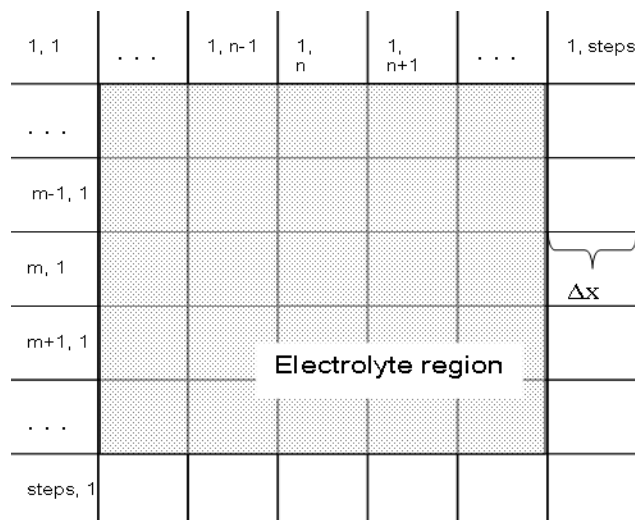 1, 1
. . .
1, n-1
1,
n
1,
n+1
. . .
1, steps
. . .
m-1, 1
m, 1
Δx
m+1, 1
Electrolyte region
. . .
steps, 1